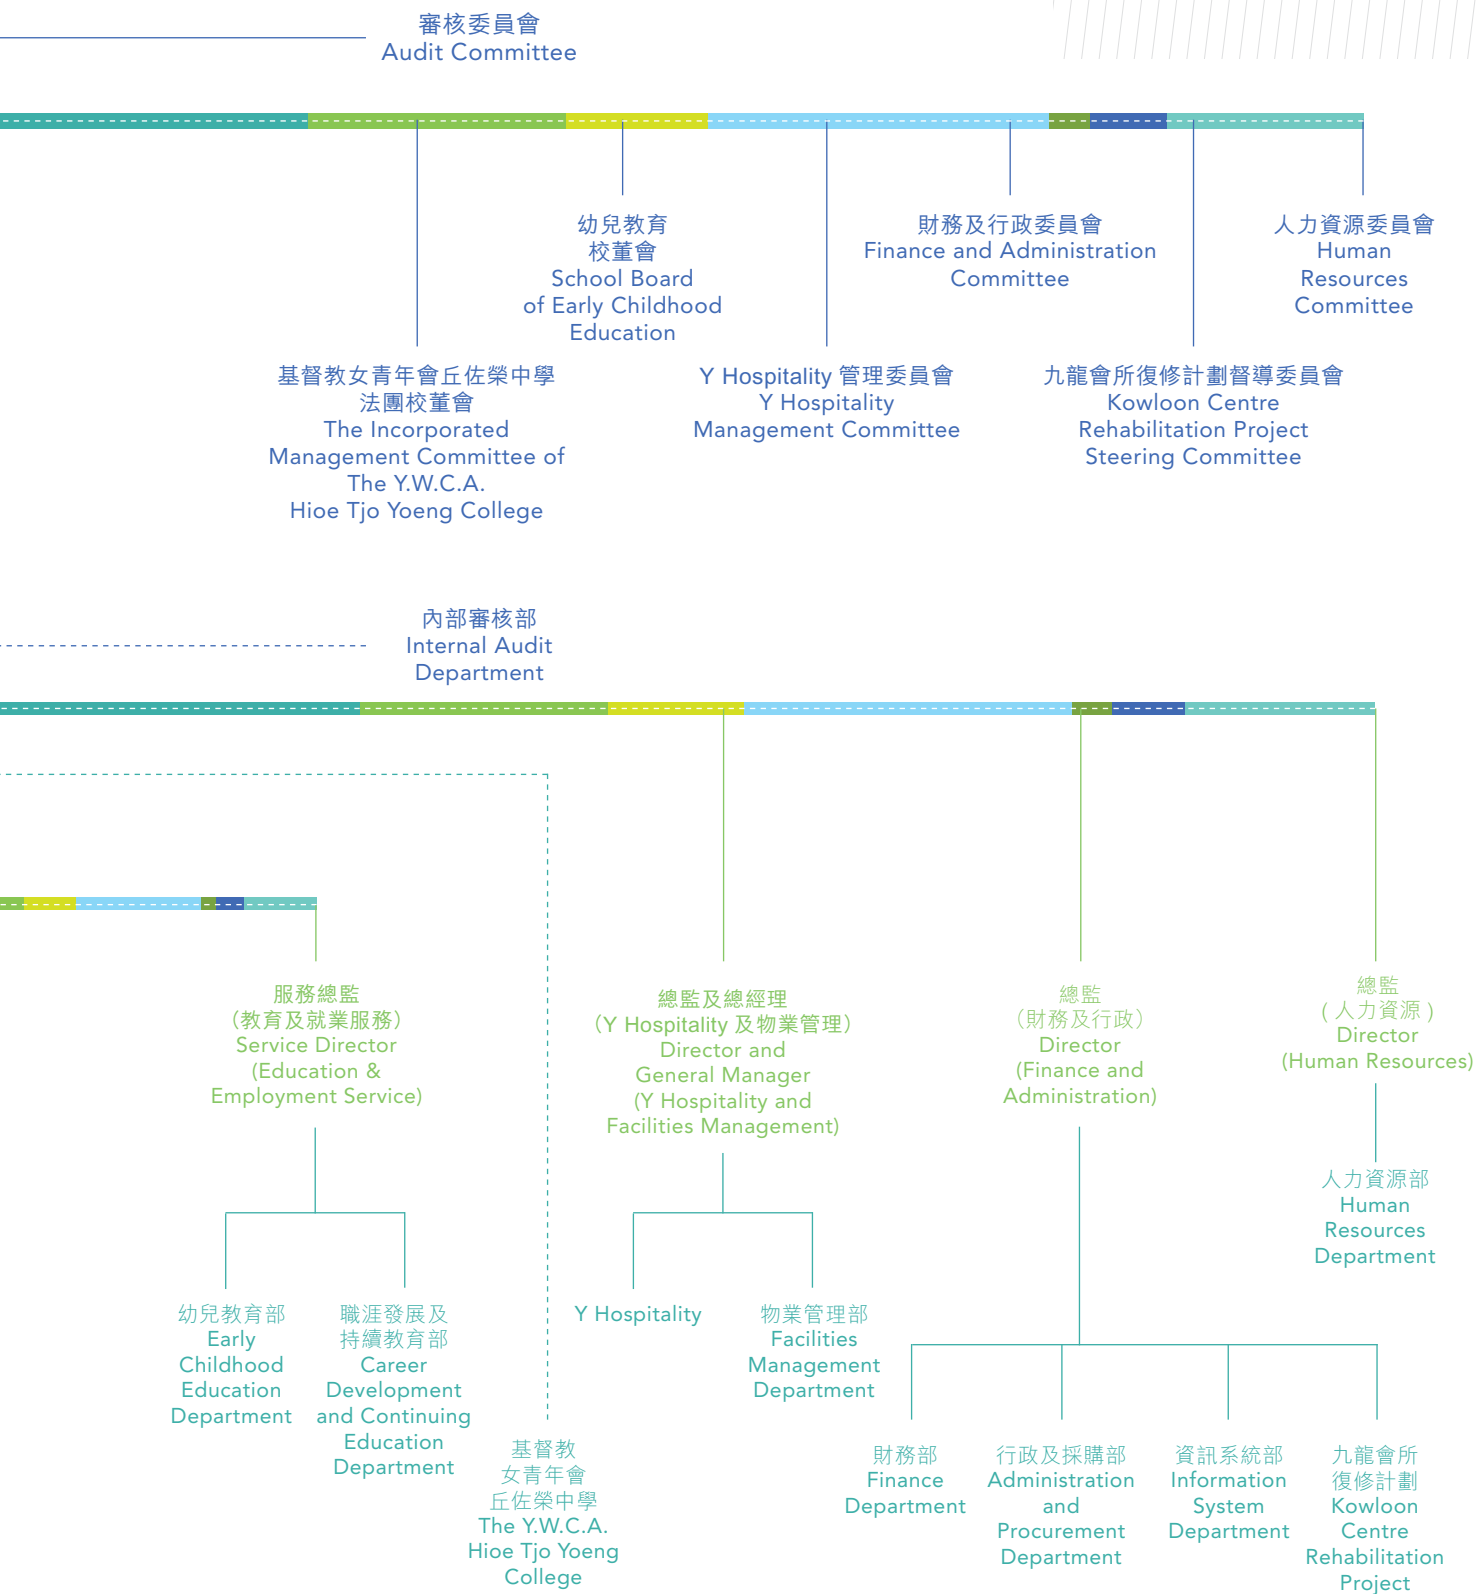 審核委員會
Audit Committee
幼兒教育
校董會
School Board
of Early Childhood
Education
財務及行政委員會
Finance and Administration
Committee
人力資源委員會
Human
Resources
Committee
基督教女青年會丘佐榮中學
法團校董會
The Incorporated
Management Committee of
The Y.W.C.A.
Hioe Tjo Yoeng College
Y Hospitality 管理委員會
Y Hospitality
Management Committee
九龍會所復修計劃督導委員會
Kowloon Centre
Rehabilitation Project
Steering Committee
內部審核部
Internal Audit
Department
服務總監
（教育及就業服務）
Service Director
(Education &
Employment Service)
總監及總經理
（Y Hospitality 及物業管理）
Director and
General Manager
(Y Hospitality and
Facilities Management)
總監
（財務及行政）
Director
(Finance and
Administration)
總監
( 人力資源 )
Director
(Human Resources)
人力資源部
Human
Resources
Department
幼兒教育部
Early
Childhood
Education
Department
職涯發展及
持續教育部
Career
Development
and Continuing
Education
Department
基督教
女青年會
丘佐榮中學
The Y.W.C.A.
Hioe Tjo Yoeng
College
Y Hospitality
物業管理部
Facilities
Management
Department
財務部
Finance
Department
行政及採購部
Administration
and
Procurement
Department
資訊系統部
Information
System
Department
九龍會所
復修計劃
Kowloon
Centre
Rehabilitation
Project